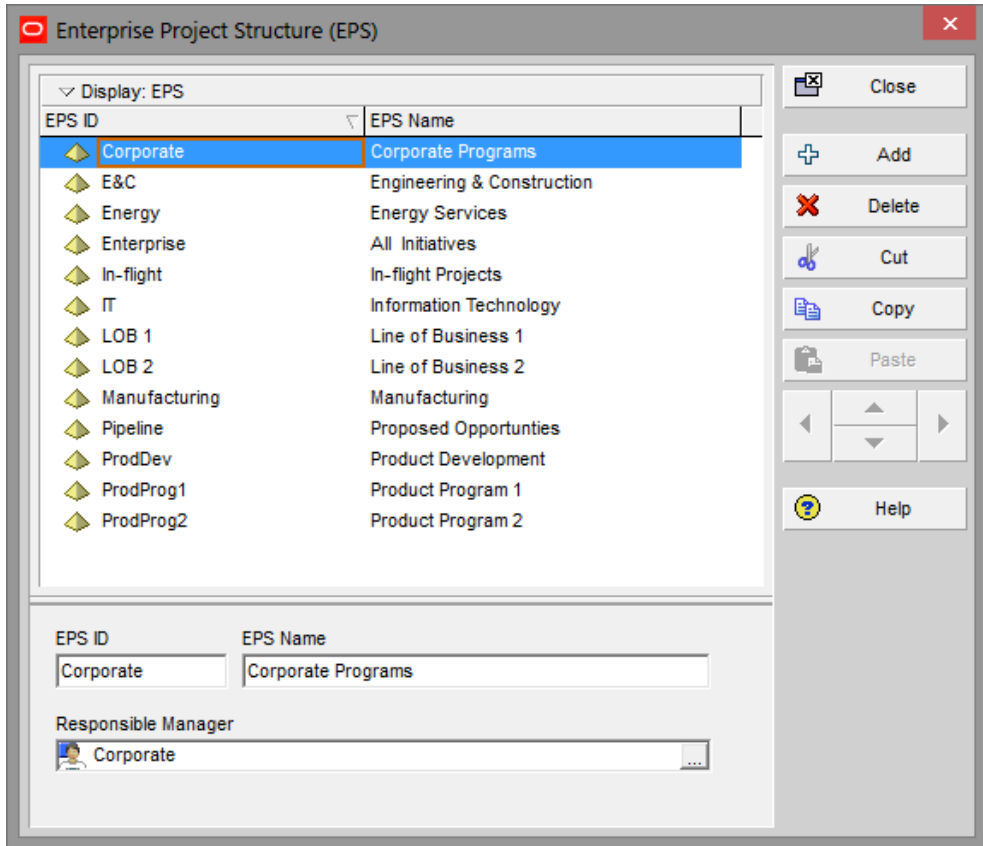 Enterprise Project Structure (EPS)
Display: EPS
EPS ID EPS Name
Corporate Corporate Programs
E&C Engineering & Construction
Energy Energy Services
Enterprise All Initiatives
In-flight In-flight Projects
IT Information Technology
LOB 1 Line of Business 1
LOB 2 Line of Business 2
Manufacturing Manufacturing
Pipeline Proposed Opportunties
ProdDev Product Development
ProdProg1 Product Program 1
ProdProg2 Product Program 2
EPS ID EPS Name
Corporate Corporate Programs
Responsible Manager
Corporate ...
Close
Add
Delete
Cut
Copy
Paste
Help